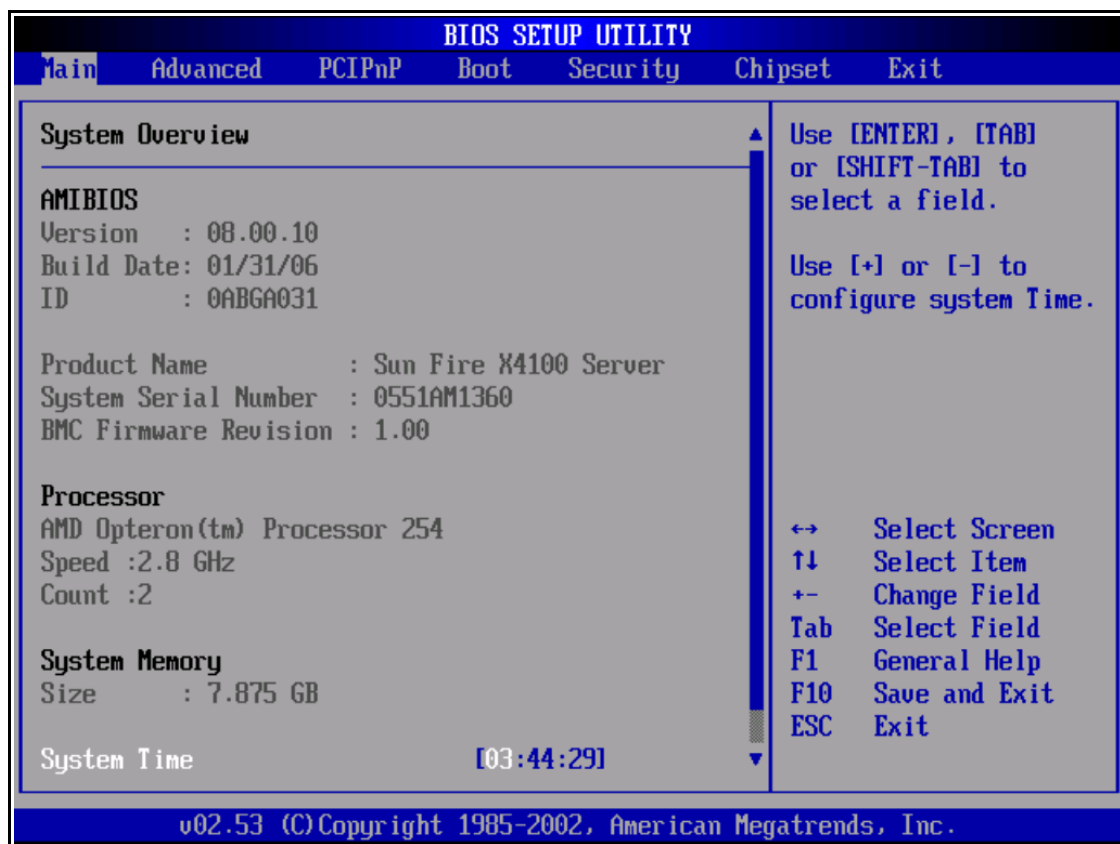 BIOS SETUP UTILITY
Main Advanced PCIPnP Boot Security Chipset Exit
System Overview
AMIBIOS
Version : 08.00.10
Build Date: 01/31/06
ID : 0ABGA031
Product Name : Sun Fire X4100 Server
System Serial Number : 0551AM1360
BMC Firmware Revision : 1.00
Processor
AMD Opteron(tm) Processor 254
Speed :2.8 GHz
Count :2
System Memory
Size : 7.875 GB
System Time [03:44:29]
Use [ENTER], [TAB]
or [SHIFT-TAB] to
select a field.
Use [+] or [-] to
configure system Time.
←→ Select Screen
↑↓ Select Item
+- Change Field
Tab Select Field
F1 General Help
F10 Save and Exit
ESC Exit
v02.53 (C)Copyright 1985-2002, American Megatrends, Inc.